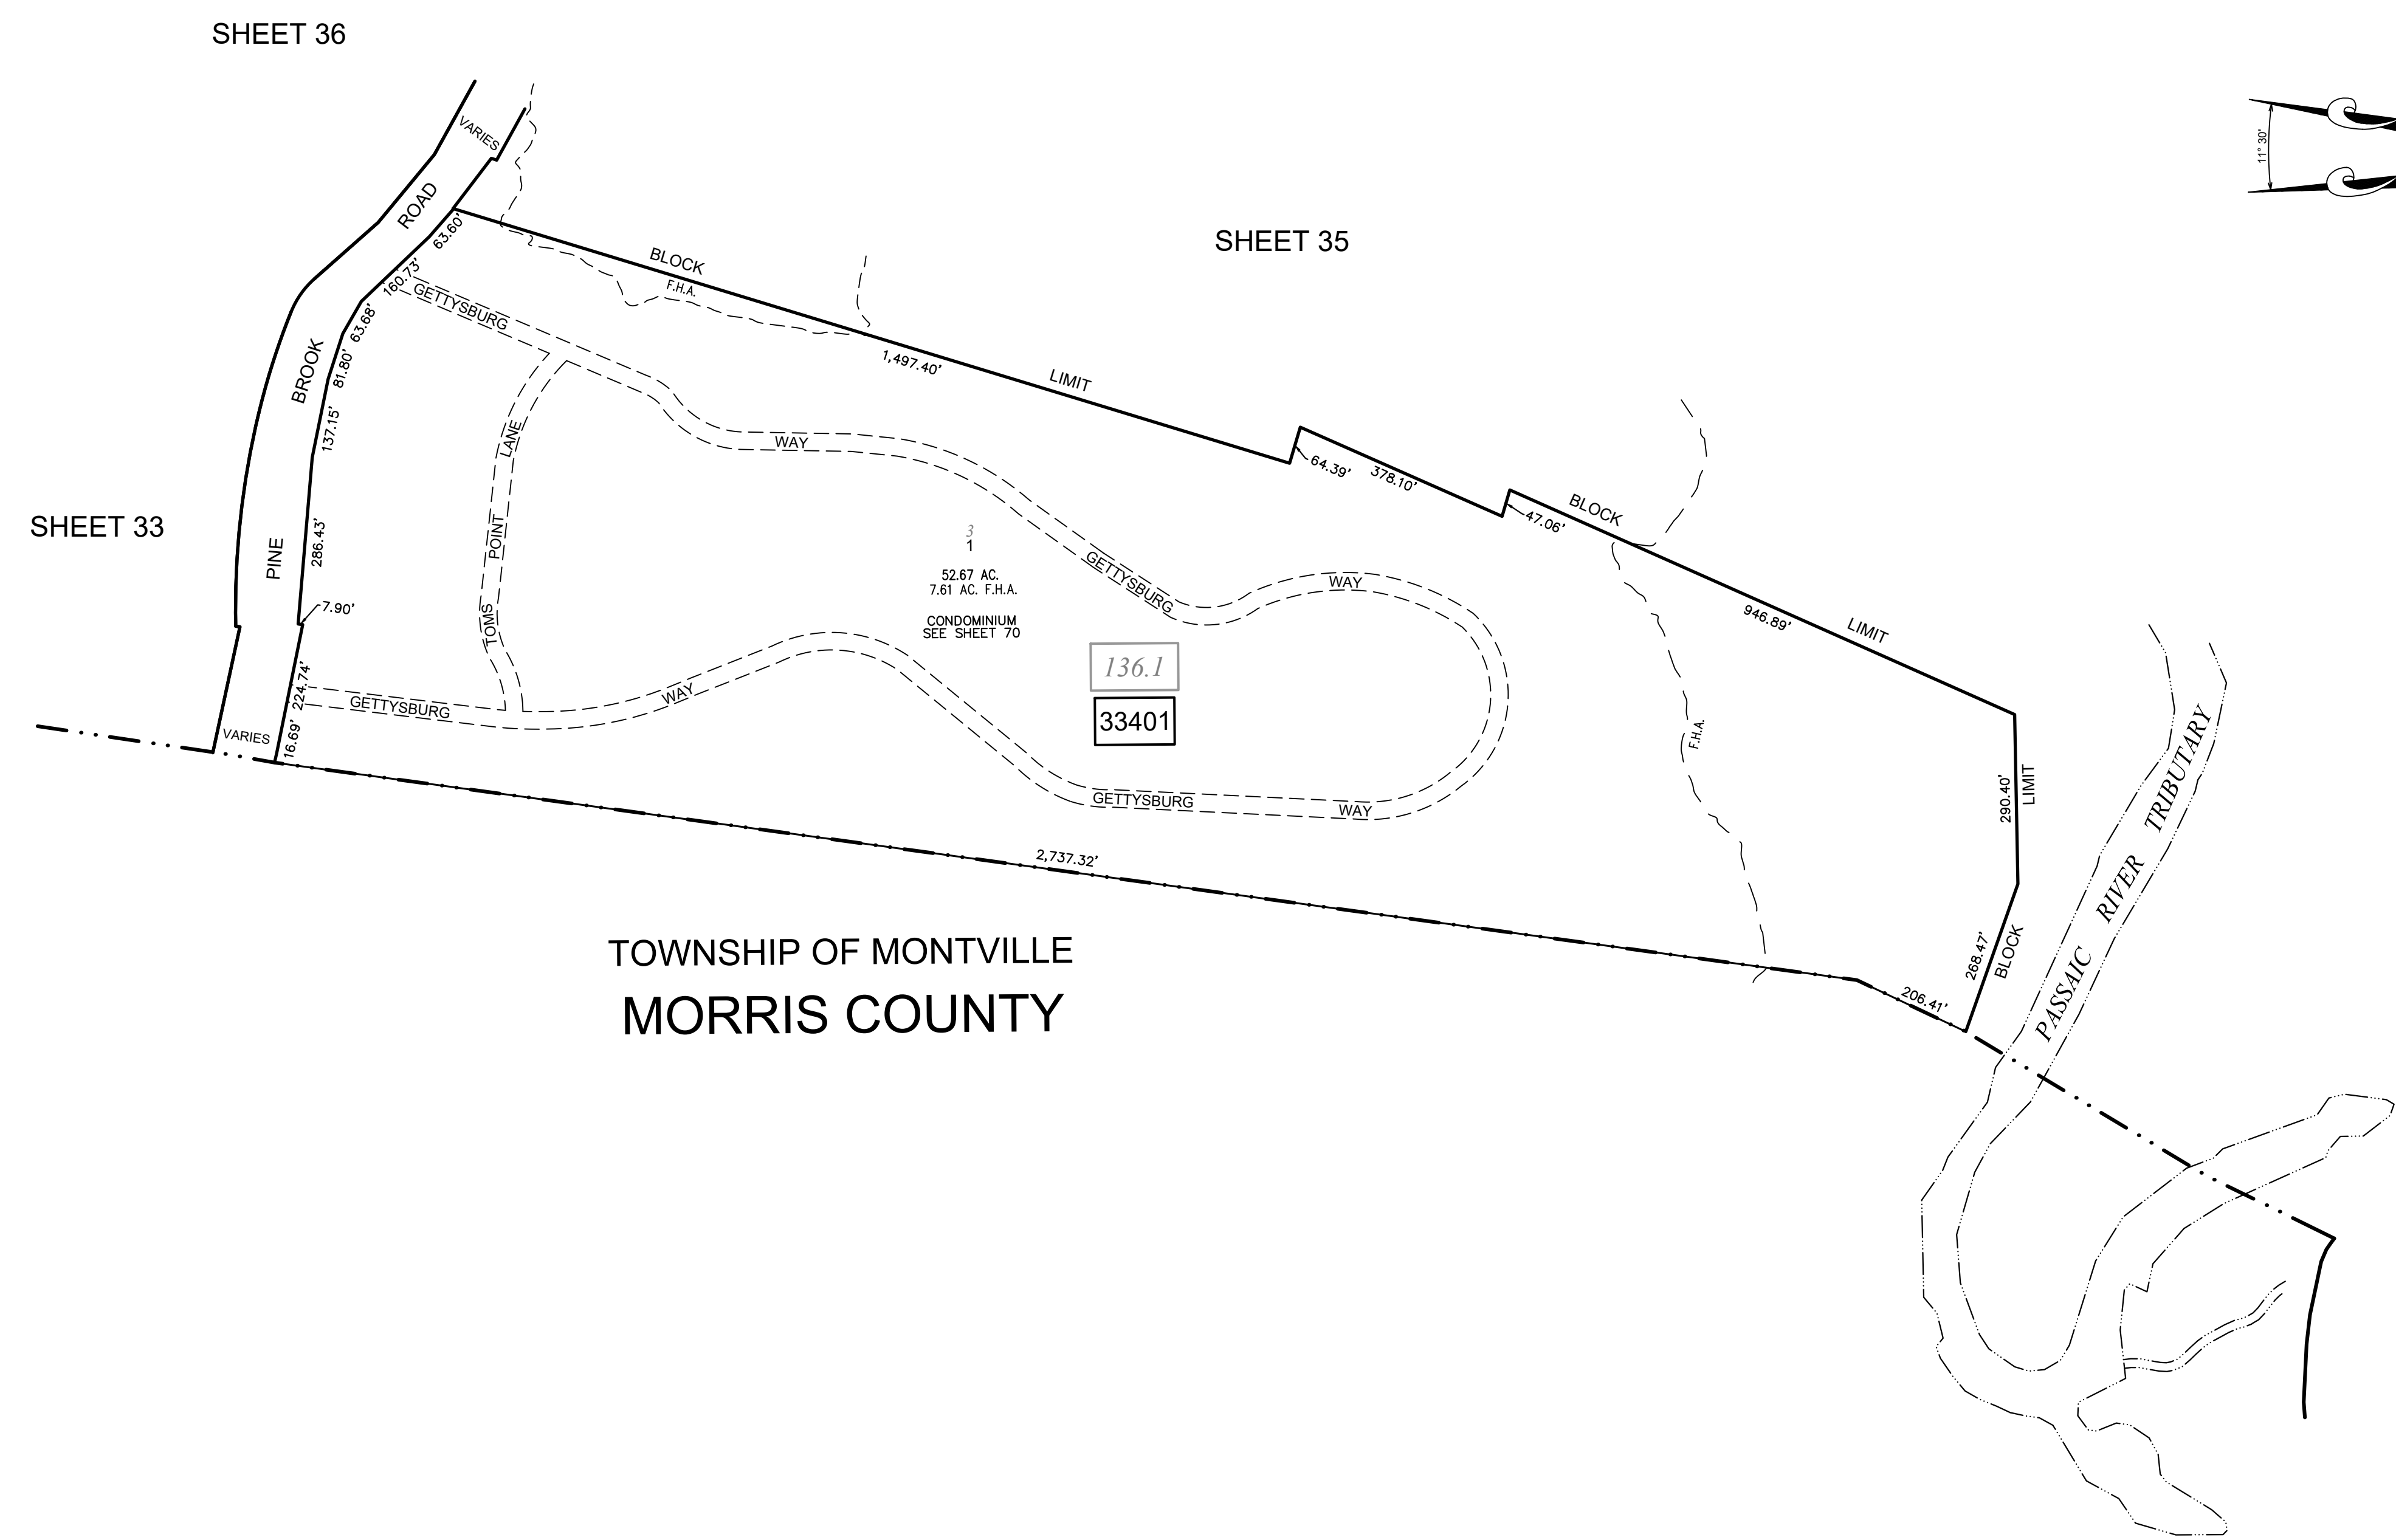 SHEET 36
VARIES
ROAD
63.60'
160.73'
GETTYSBURG
63.68'
81.80'
BROOK
137.15'
LANE
BLOCK
F.H.A.
1,497.40'
LIMIT
SHEET 35
11° 30'
WAY
64.39'
378.10'
47.06'
BLOCK
946.89'
LIMIT
SHEET 33
PINE
286.43'
7.90'
POINT
TOMS
3
1
52.67 AC.
7.61 AC. F.H.A.
CONDOMINIUM
SEE SHEET 70
GETTYSBURG
WAY
136.1
33401
224.74'
GETTYSBURG
WAY
VARIES
16.69'
F.H.A.
GETTYSBURG
WAY
290.40'
LIMIT
2,737.32'
268.47'
BLOCK
206.41'
PASSAIC RIVER TRIBUTARY
TOWNSHIP OF MONTVILLE
MORRIS COUNTY